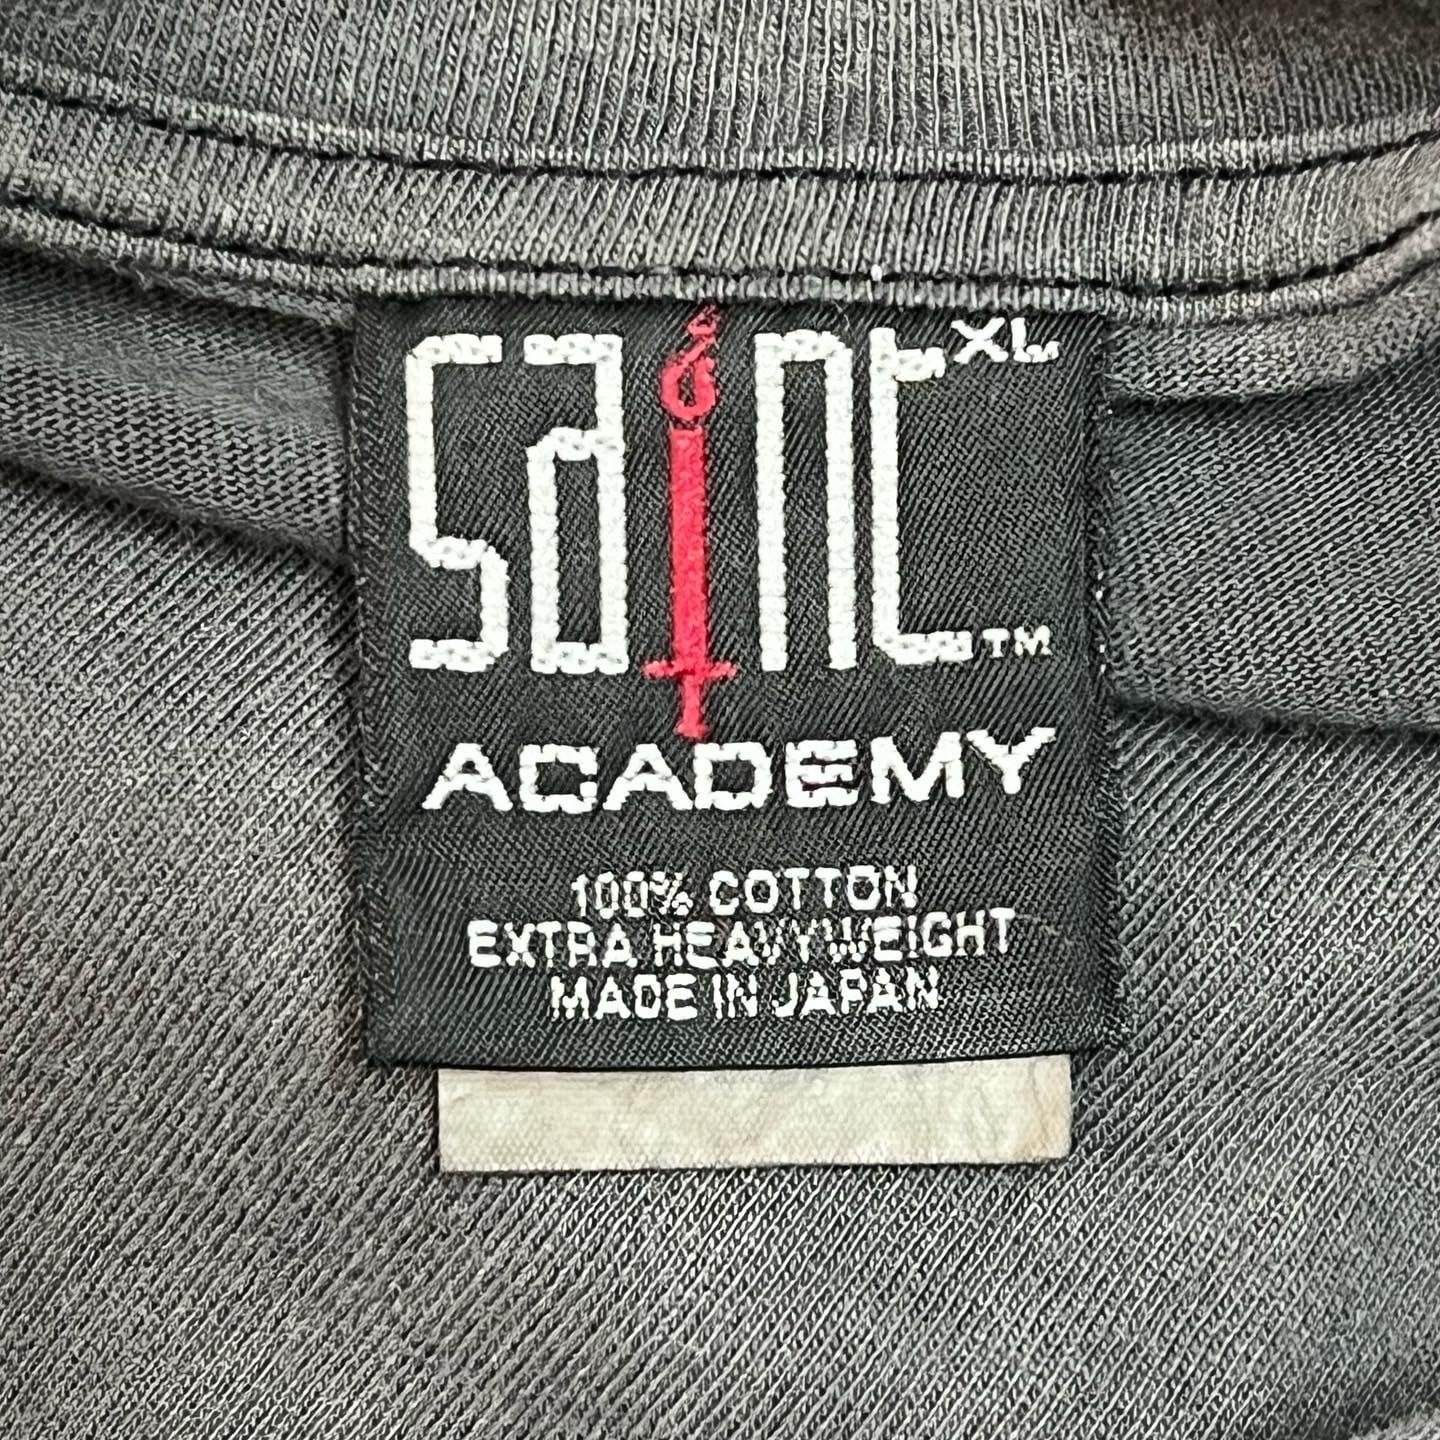 saint XL
TM
ACADEMY
100% COTTON
EXTRA HEAVYWEIGHT
MADE IN JAPAN